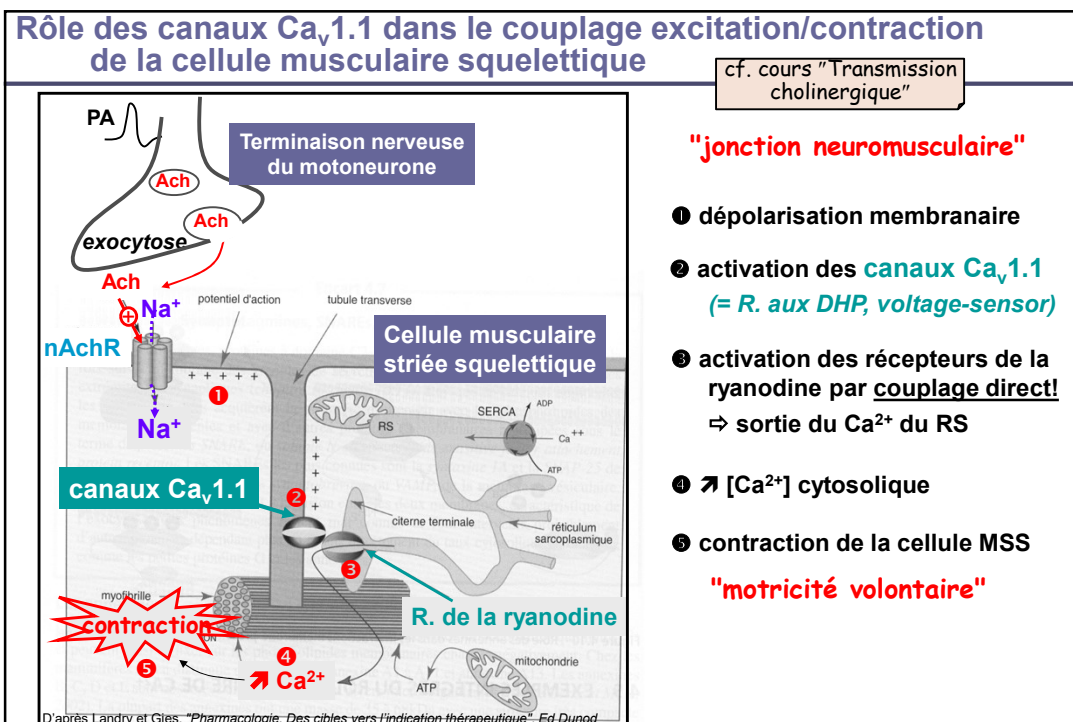 Rôle des canaux Cav1.1 dans le couplage excitation/contraction
de la cellule musculaire squelettique
cf. cours "Transmission
cholinergique"
PA
Terminaison nerveuse
du motoneurone
Ach
Ach
exocytose
Ach
Na⁺
nAchR
Na⁺
potentiel d'action
tubule transverse
Cellule musculaire
striée squelettique
+ + + + +
❶
SERCA
ADP
RS
Ca ++
ATP
canaux Cav1.1
❷
citerne terminale
réticulum
sarcoplasmique
❸
myofibrille
R. de la ryanodine
contraction
❺
❹
↗ Ca²⁺
mitochondrie
ATP
D'après Landry et Gies, "Pharmacologie. Des cibles vers l'indication thérapeutique", Ed Dunod
"jonction neuromusculaire"
❶ dépolarisation membranaire
❷ activation des canaux Cav1.1
(= R. aux DHP, voltage-sensor)
❸ activation des récepteurs de la
ryanodine par couplage direct!
⇨ sortie du Ca²⁺ du RS
❹ ↗ [Ca²⁺] cytosolique
❺ contraction de la cellule MSS
"motricité volontaire"